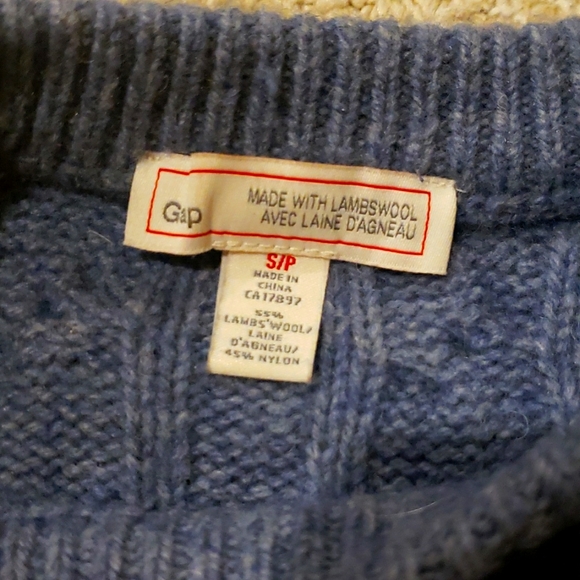 Gap
MADE WITH LAMBSWOOL
AVEC LAINE D'AGNEAU
S/P
MADE IN
CHINA
CA17897
55%
LAMBS'WOOL/
LAINE
D'AGNEAU/
45% NYLON